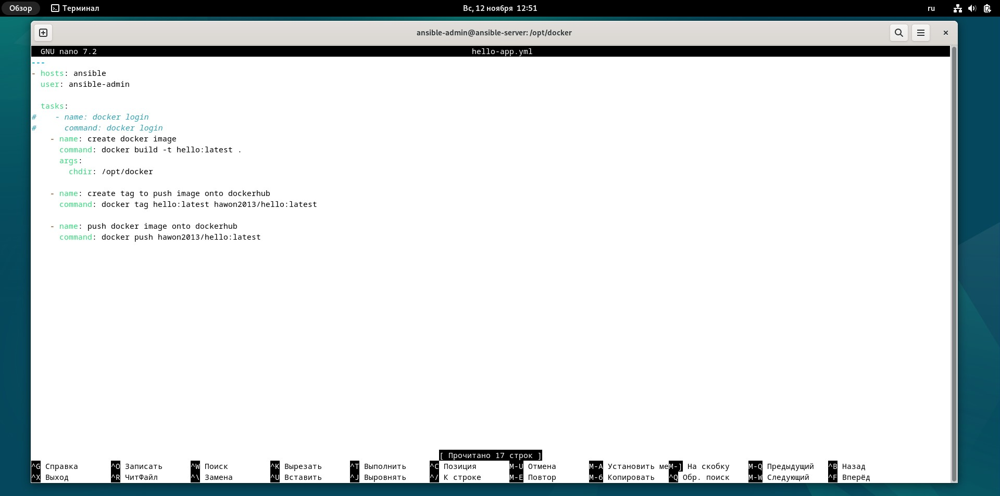 Обзор Терминал Вс, 12 ноября 12:51 ru
ansible-admin@ansible-server: /opt/docker
GNU nano 7.2 hello-app.yml
---
- hosts: ansible
  user: ansible-admin

  tasks:
#    - name: docker login
#      command: docker login
    - name: create docker image
      command: docker build -t hello:latest .
      args:
        chdir: /opt/docker

    - name: create tag to push image onto dockerhub
      command: docker tag hello:latest hawon2013/hello:latest

    - name: push docker image onto dockerhub
      command: docker push hawon2013/hello:latest
[ Прочитано 17 строк ]
^G Справка ^O Записать ^W Поиск ^K Вырезать ^T Выполнить ^C Позиция M-U Отмена M-A Установить меM-] На скобку M-Q Предыдущий ^B Назад
^X Выход ^R ЧитФайл ^\ Замена ^U Вставить ^J Выровнять ^/ К строке M-E Повтор M-6 Копировать ^Q Обр. поиск M-W Следующий ^F Вперёд